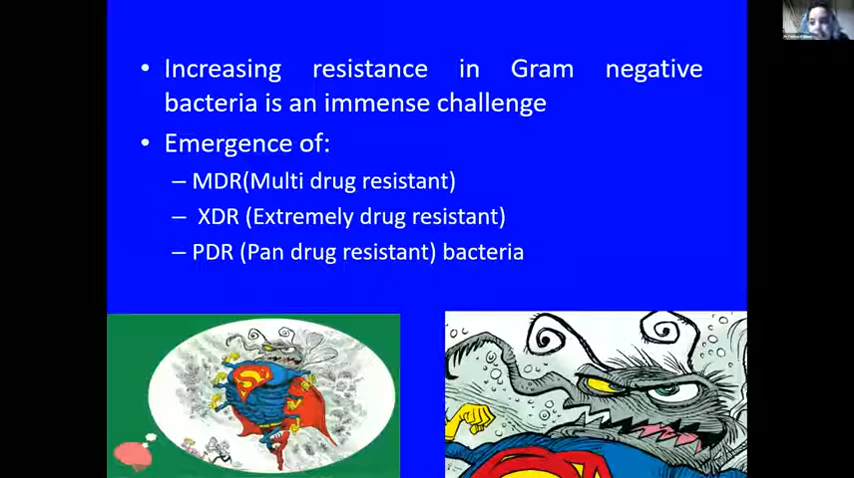 • Increasing resistance in Gram negative
bacteria is an immense challenge
• Emergence of:
– MDR(Multi drug resistant)
– XDR (Extremely drug resistant)
– PDR (Pan drug resistant) bacteria
S